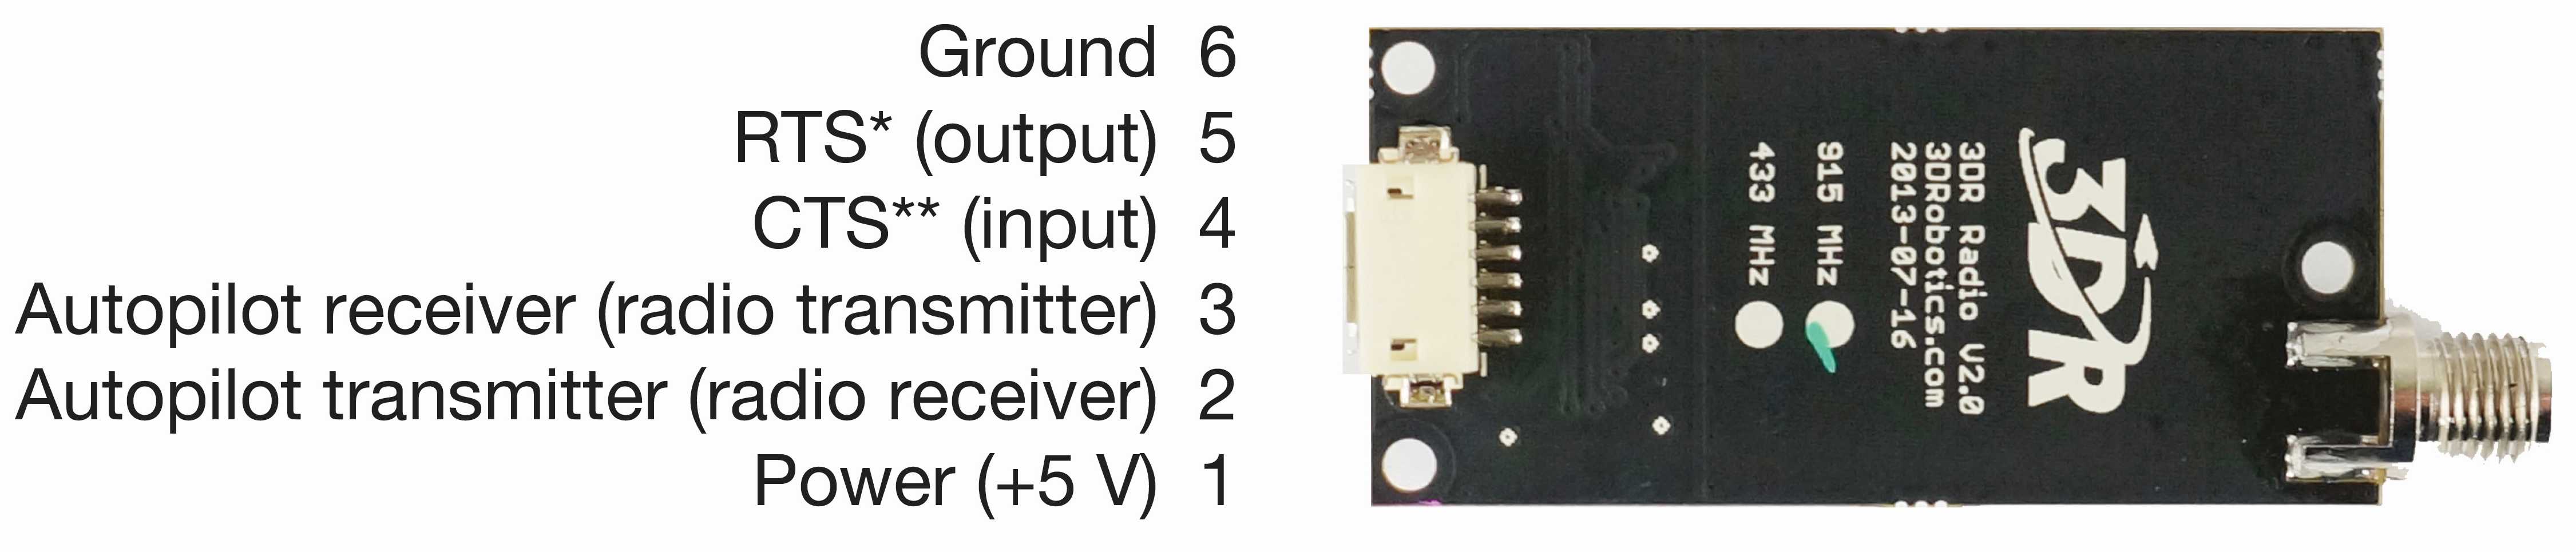 Ground 6
RTS* (output) 5
CTS** (input) 4
Autopilot receiver (radio transmitter) 3
Autopilot transmitter (radio receiver) 2
Power (+5 V) 1
433 MHz
915 MHz
3DR Radio V2.0
3DRobotics.com
2013-07-16
3DR